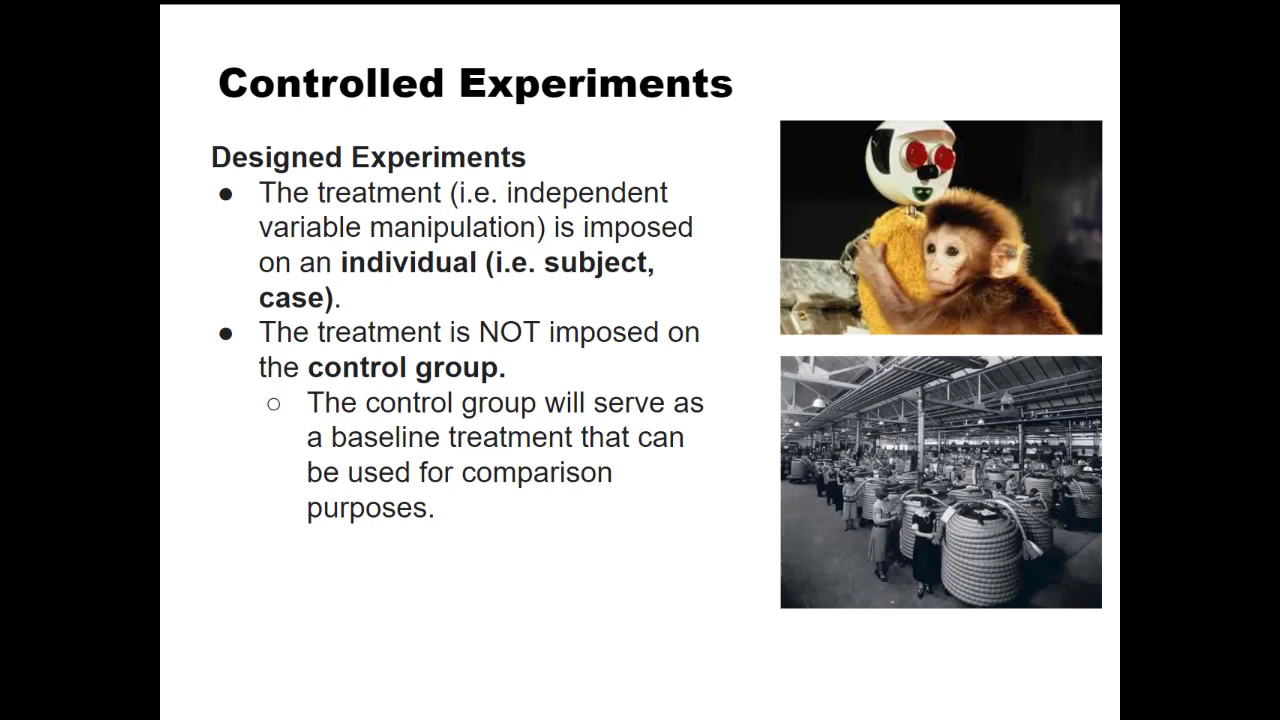 Controlled Experiments
Designed Experiments
● The treatment (i.e. independent
variable manipulation) is imposed
on an individual (i.e. subject,
case).
● The treatment is NOT imposed on
the control group.
○ The control group will serve as
a baseline treatment that can
be used for comparison
purposes.